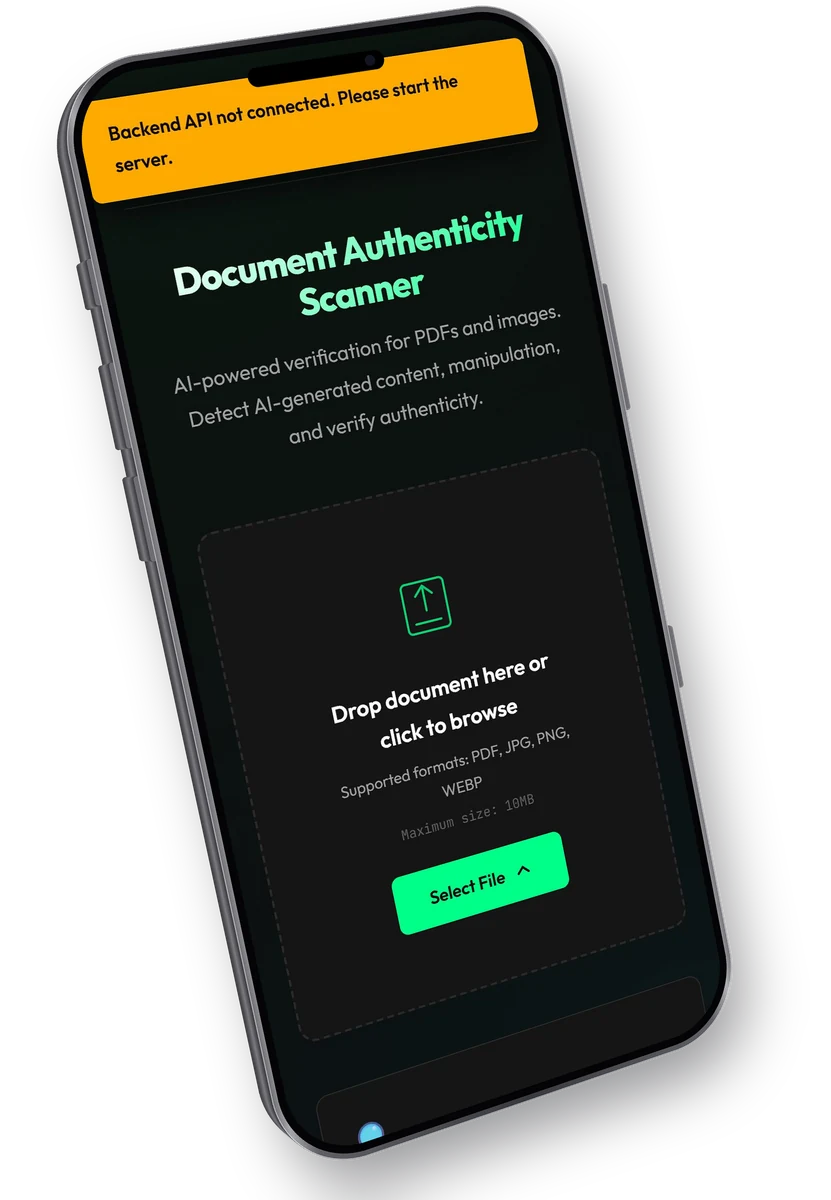 Backend API not connected. Please start the
server.
Document Authenticity
Scanner
AI-powered verification for PDFs and images.
Detect AI-generated content, manipulation,
and verify authenticity.
Drop document here or
click to browse
Supported formats: PDF, JPG, PNG,
WEBP
Maximum size: 10MB
Select File